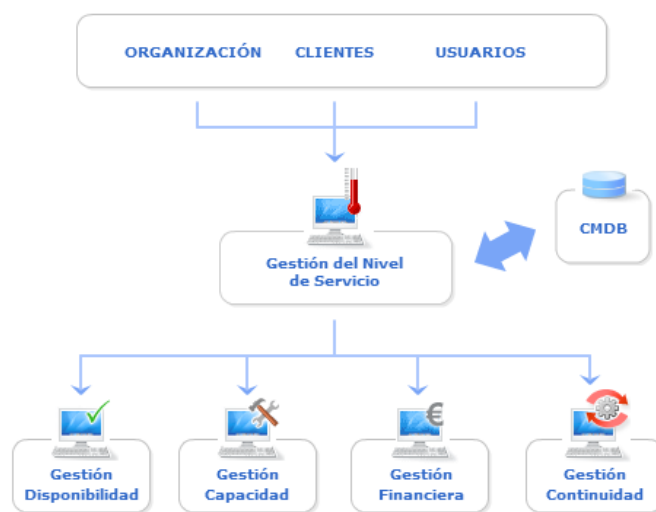 ORGANIZACIÓN CLIENTES USUARIOS
CMDB
Gestión del Nivel
de Servicio
Gestión
Disponibilidad
Gestión
Capacidad
€
Gestión
Financiera
Gestión
Continuidad